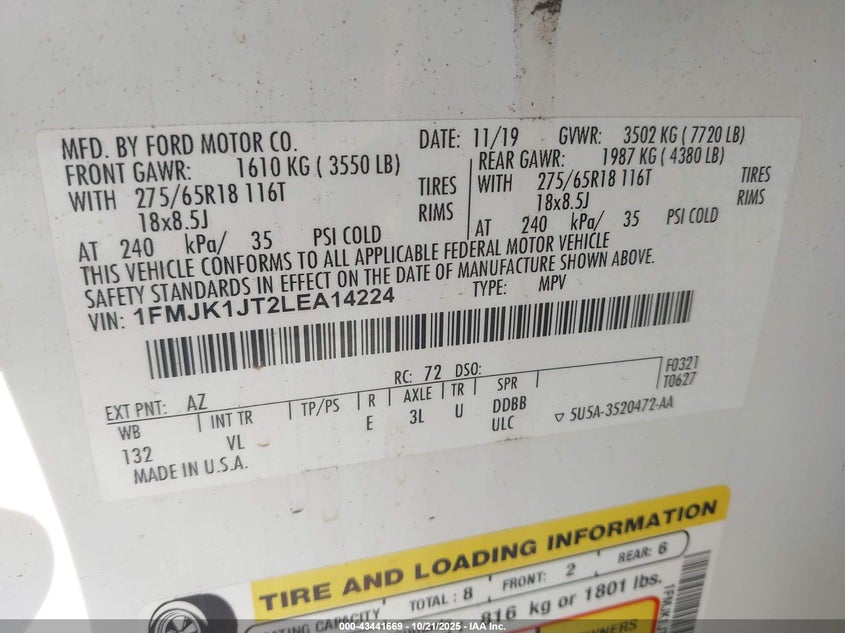 MFD. BY FORD MOTOR CO. DATE: 11/19 GVWR: 3502 KG ( 7720 LB)
FRONT GAWR: 1610 KG ( 3550 LB) REAR GAWR: 1987 KG ( 4380 LB)
WITH 275/65R18 116T TIRES WITH 275/65R18 116T TIRES
18x8.5J RIMS 18x8.5J RIMS
AT 240 kPa/ 35 PSI COLD AT 240 kPa/ 35 PSI COLD
THIS VEHICLE CONFORMS TO ALL APPLICABLE FEDERAL MOTOR VEHICLE
SAFETY STANDARDS IN EFFECT ON THE DATE OF MANUFACTURE SHOWN ABOVE.
VIN: 1FMJK1JT2LEA14224 TYPE: MPV
EXT PNT: AZ RC: 72 DSO: F0321
T0627
WB INT TR TP/PS R AXLE TR SPR
132 VL E 3L U DDBB
ULC 5U5A-3520472-AA
MADE IN U.S.A.
TIRE AND LOADING INFORMATION
CAPACITY TOTAL : 8 FRONT: 2 REAR: 6
816 kg or 1801 lbs.
OWNERS
000-43441669 - 10/21/2025 - IAA Inc.